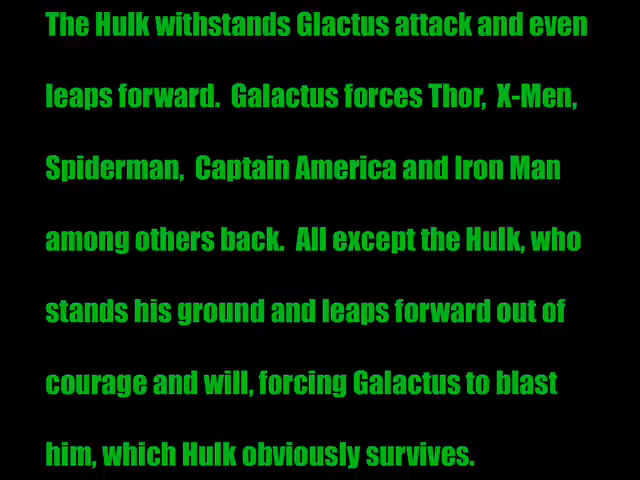 The Hulk withstands Glactus attack and even
leaps forward.  Galactus forces Thor,  X-Men,
Spiderman,  Captain America and Iron Man
among others back.  All except the Hulk, who
stands his ground and leaps forward out of
courage and will, forcing Galactus to blast
him, which Hulk obviously survives.